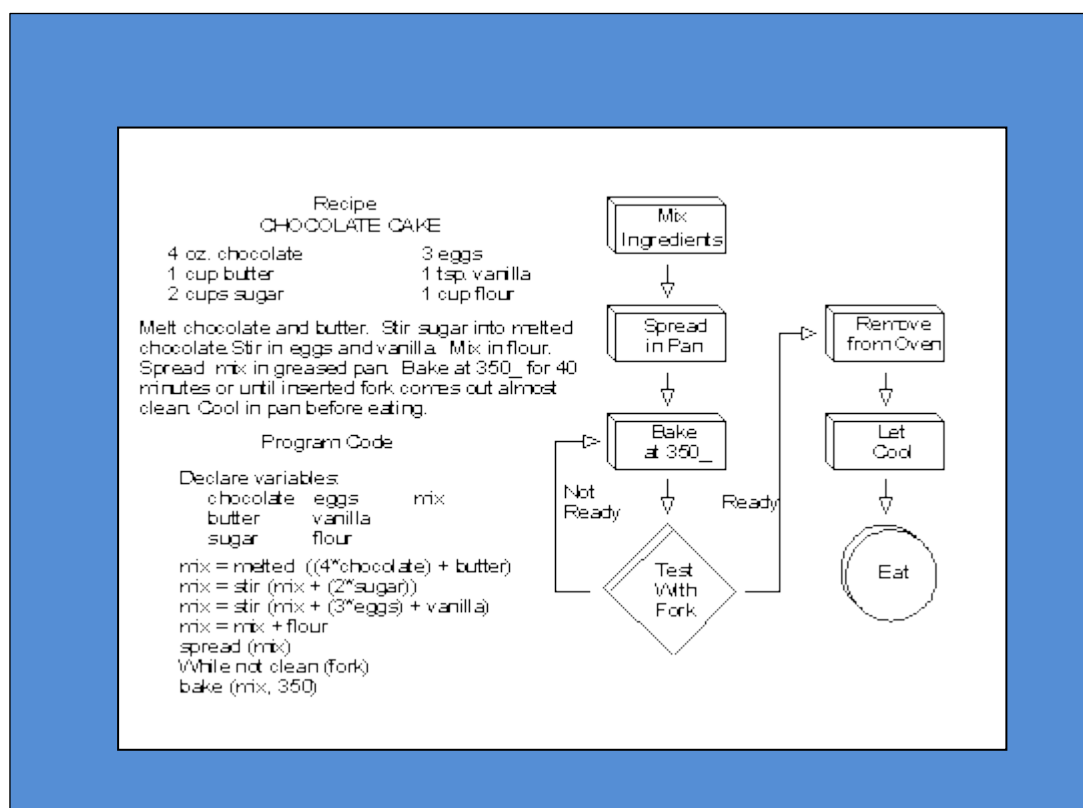 Recipe
CHOCOLATE CAKE
4 oz. chocolate 3 eggs
1 cup butter 1 tsp. vanilla
2 cups sugar 1 cup flour
Melt chocolate and butter. Stir sugar into melted
chocolate. Stir in eggs and vanilla. Mix in flour.
Spread mix in greased pan. Bake at 350_ for 40
minutes or until inserted fork comes out almost
clean. Cool in pan before eating.
Program Code
Declare variables:
chocolate eggs mix
butter vanilla
sugar flour
mix = melted ((4*chocolate) + butter)
mix = stir (mix + (2*sugar))
mix = stir (mix + (3*eggs) + vanilla)
mix = mix + flour
spread (mix)
While not clean (fork)
bake (mix, 350)
Mix
Ingredients
Spread
in Pan
Bake
at 350_
Not
Ready
Test
With
Fork
Ready
Remove
from Oven
Let
Cool
Eat